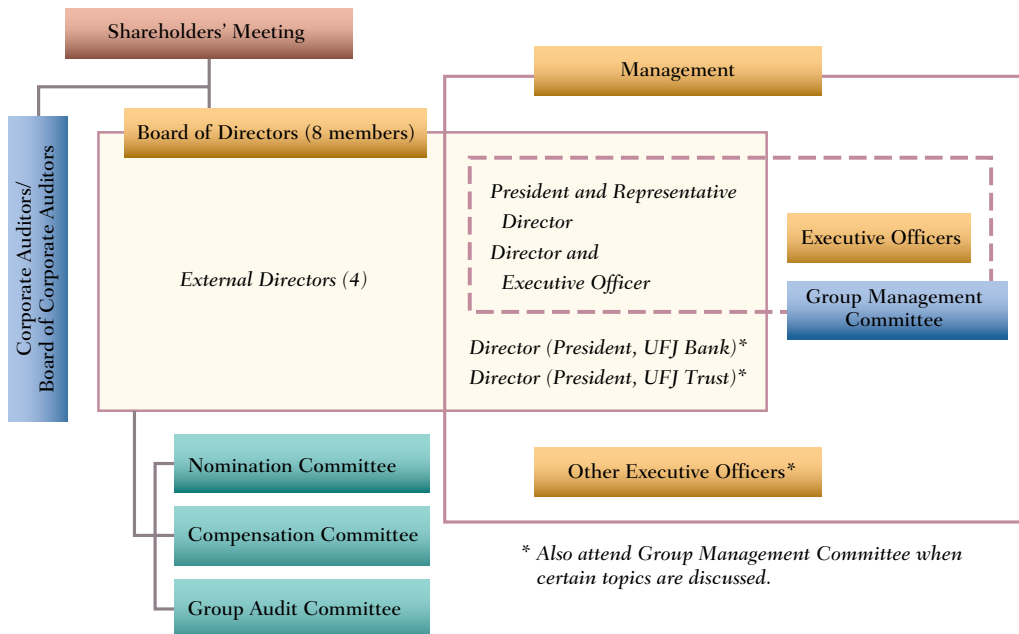 Shareholders’ Meeting
Management
Corporate Auditors/
Board of Corporate Auditors
Board of Directors (8 members)
External Directors (4)
President and Representative
Director
Director and
Executive Officer
Executive Officers
Group Management
Committee
Director (President, UFJ Bank)*
Director (President, UFJ Trust)*
Nomination Committee
Compensation Committee
Group Audit Committee
Other Executive Officers*
* Also attend Group Management Committee when
certain topics are discussed.